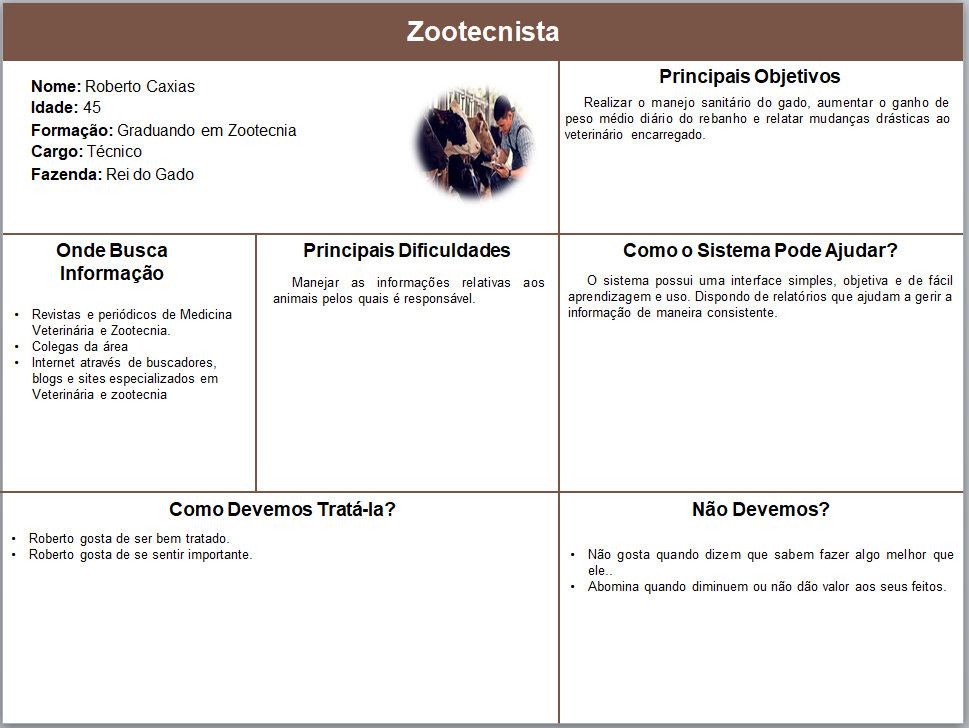 Zootecnista
Nome: Roberto Caxias
Idade: 45
Formação: Graduando em Zootecnia
Cargo: Técnico
Fazenda: Rei do Gado
Principais Objetivos
Realizar o manejo sanitário do gado, aumentar o ganho de
peso médio diário do rebanho e relatar mudanças drásticas ao
veterinário encarregado.
Onde Busca
Informação
• Revistas e periódicos de Medicina
Veterinária e Zootecnia.
• Colegas da área
• Internet através de buscadores,
blogs e sites especializados em
Veterinária e zootecnia
Principais Dificuldades
Manejar as informações relativas aos
animais pelos quais é responsável.
Como o Sistema Pode Ajudar?
O sistema possui uma interface simples, objetiva e de fácil
aprendizagem e uso. Dispondo de relatórios que ajudam a gerir a
informação de maneira consistente.
Como Devemos Tratá-la?
• Roberto gosta de ser bem tratado.
• Roberto gosta de se sentir importante.
Não Devemos?
• Não gosta quando dizem que sabem fazer algo melhor que
ele..
• Abomina quando diminuem ou não dão valor aos seus feitos.